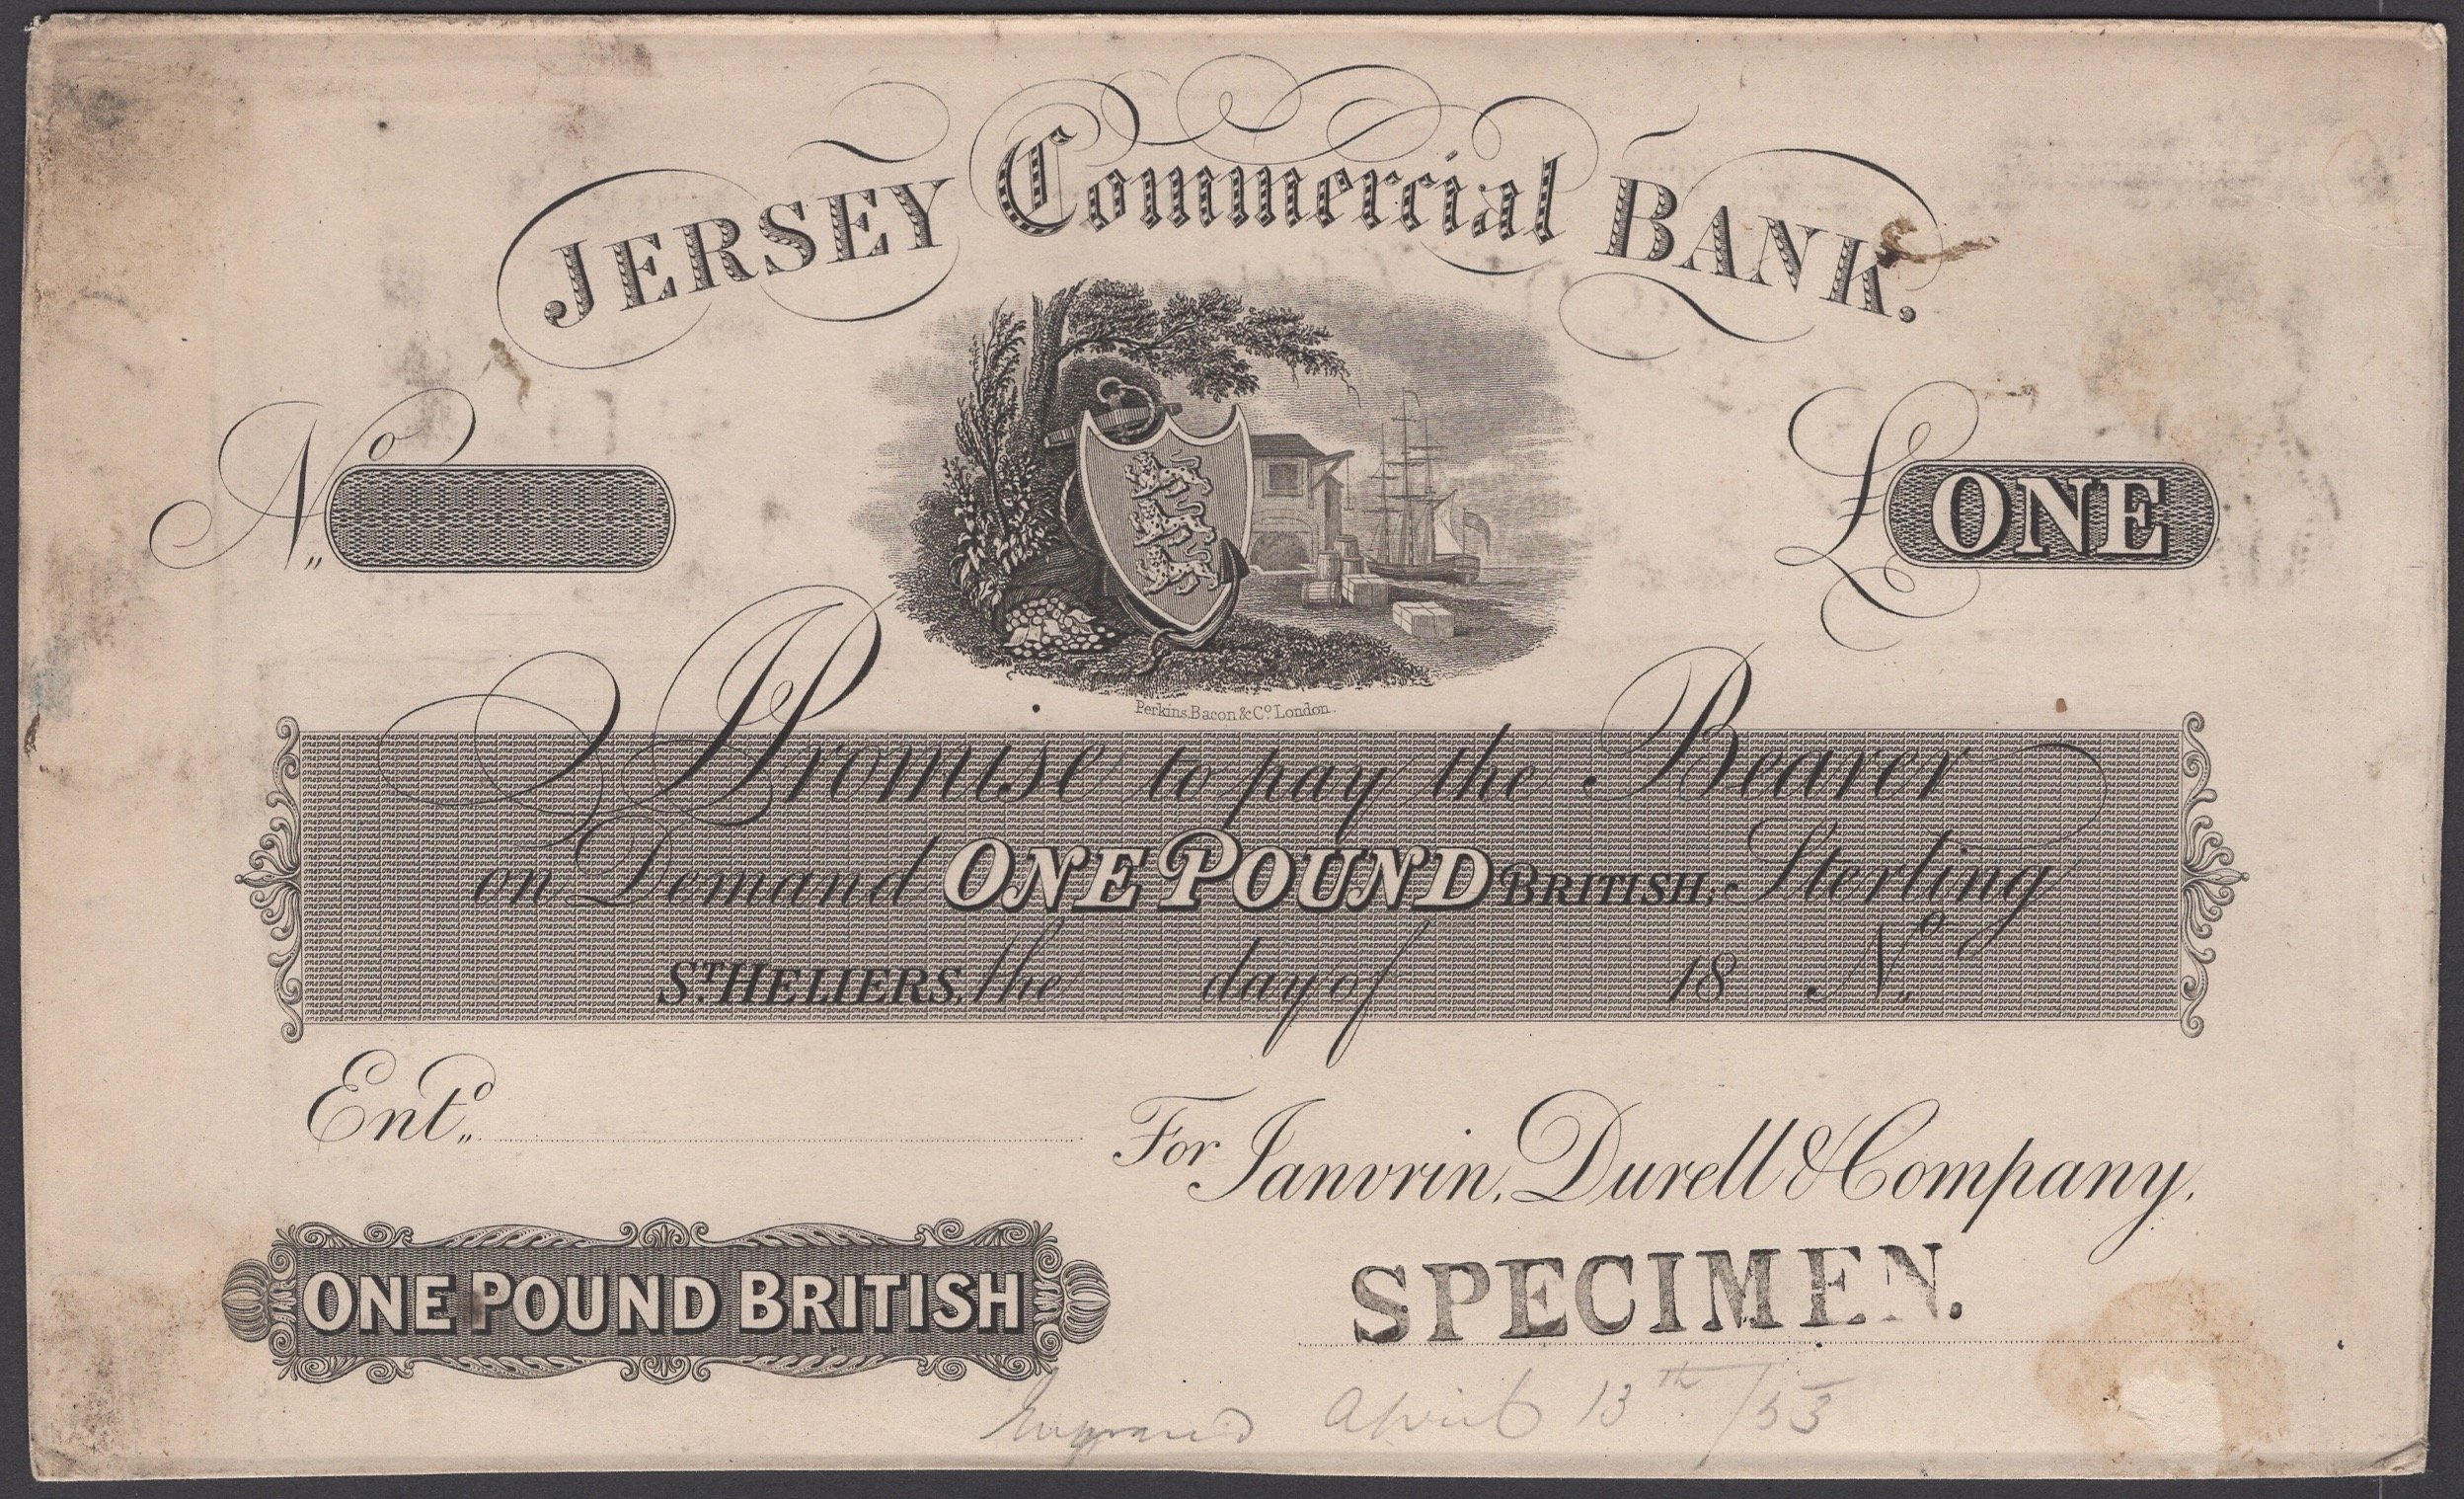 JERSEY Commercial BANK.
No.
£ONE
Perkins, Bacon & Co. London.
I Promise to pay the Bearer
on Demand ONE POUND BRITISH, Sterling
ST. HELIERS, the day of 18 No.
Ento.
For Janvrin, Durell & Company,
ONE POUND BRITISH
SPECIMEN.
April 13th /53